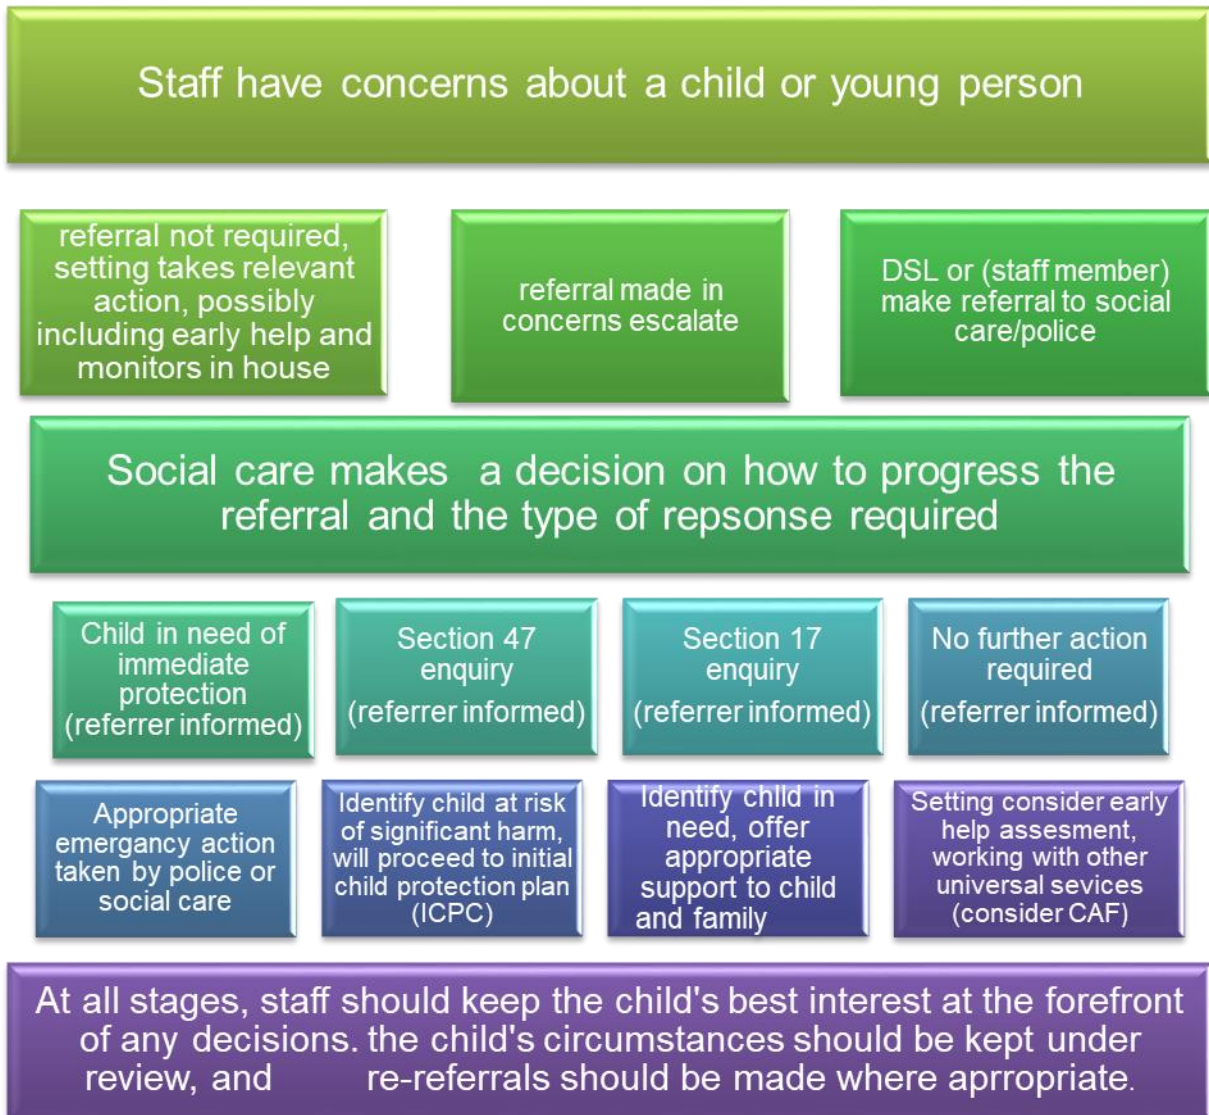 Staff have concerns about a child or young person
referral not required,
setting takes relevant
action, possibly
including early help and
monitors in house
referral made in
concerns escalate
DSL or (staff member)
make referral to social
care/police
Social care makes a decision on how to progress the
referral and the type of repsonse required
Child in need of
immediate
protection
(referrer informed)
Section 47
enquiry
(referrer informed)
Section 17
enquiry
(referrer informed)
No further action
required
(referrer informed)
Appropriate
emergancy action
taken by police or
social care
Identify child at risk
of significant harm,
will proceed to initial
child protection plan
(ICPC)
Identify child in
need, offer
appropriate
support to child
and family
Setting consider early
help assesment,
working with other
universal sevices
(consider CAF)
At all stages, staff should keep the child's best interest at the forefront
of any decisions. the child's circumstances should be kept under
review, and re-referrals should be made where aprropriate.